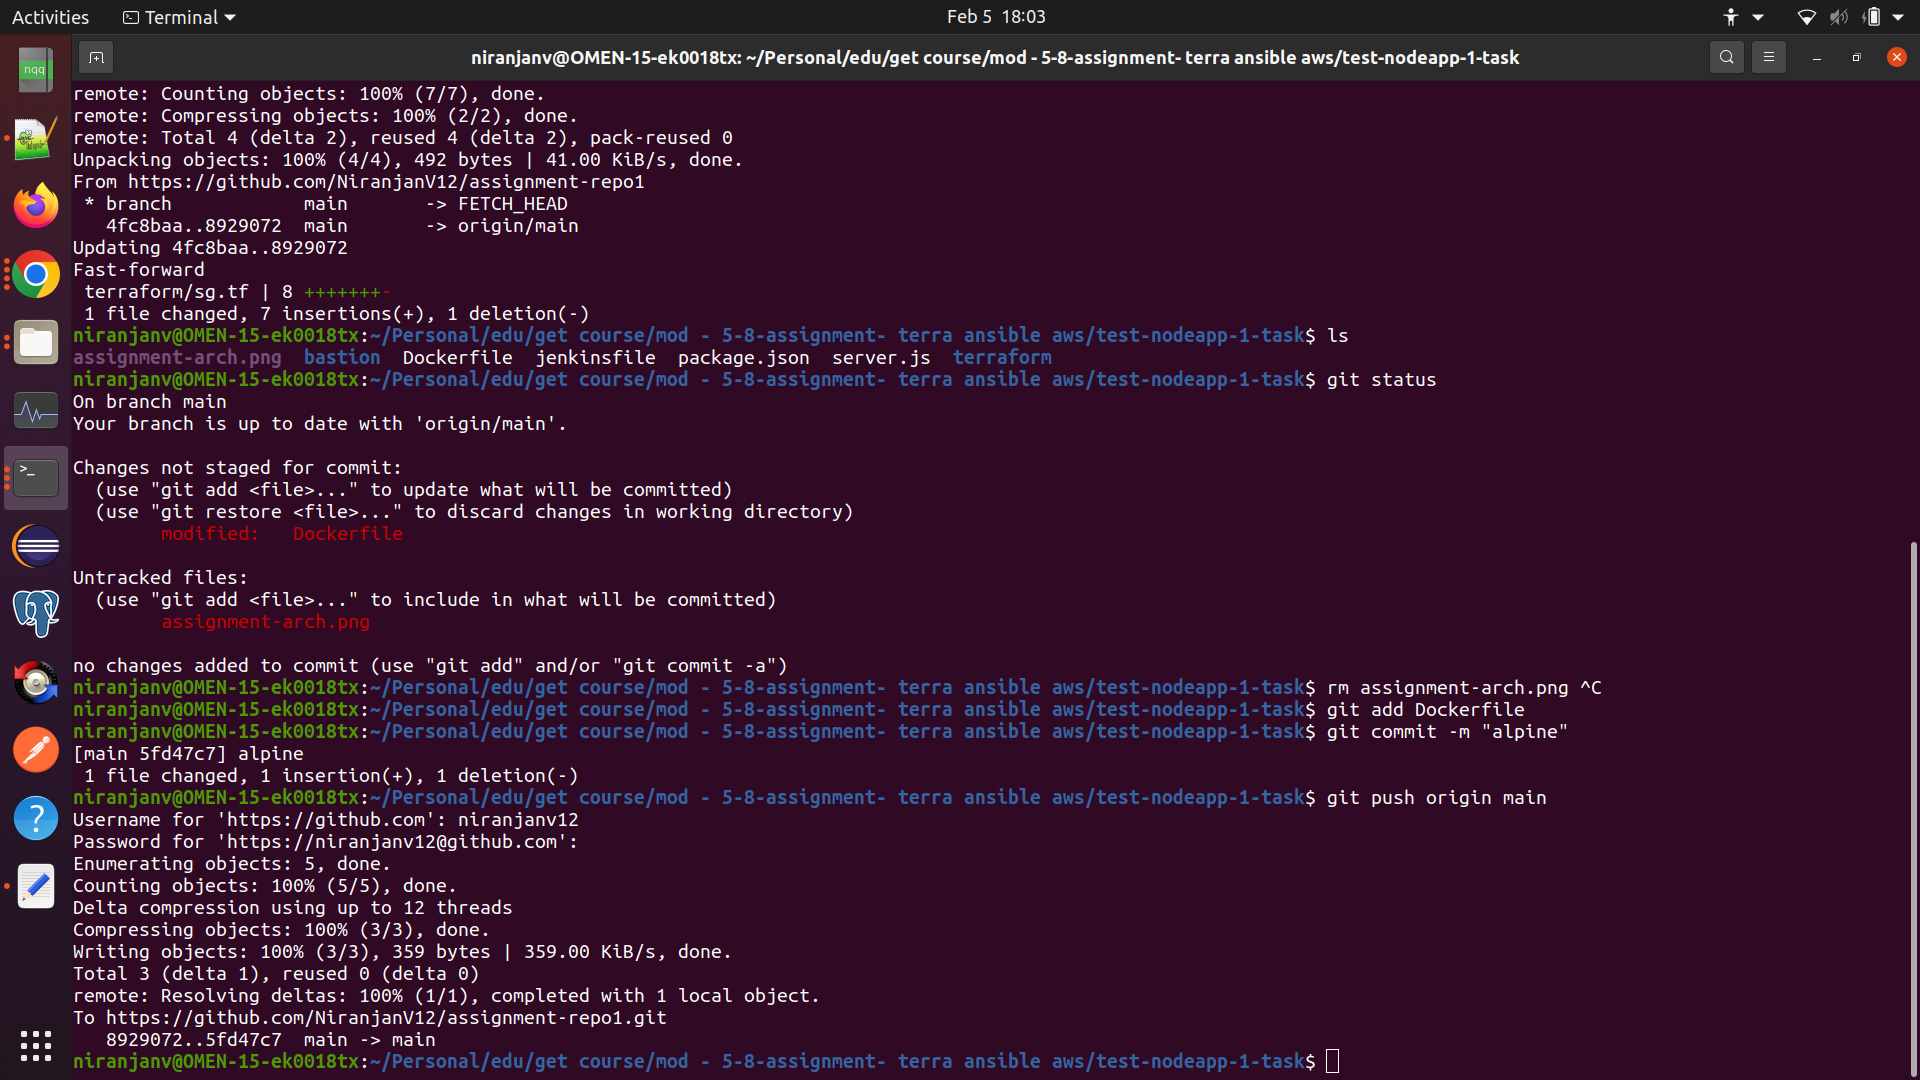 Activities
Terminal
Feb 5 18:03
niranjanv@OMEN-15-ek0018tx: ~/Personal/edu/get course/mod - 5-8-assignment- terra ansible aws/test-nodeapp-1-task
nqq
remote: Counting objects: 100% (7/7), done.
remote: Compressing objects: 100% (2/2), done.
remote: Total 4 (delta 2), reused 4 (delta 2), pack-reused 0
Unpacking objects: 100% (4/4), 492 bytes | 41.00 KiB/s, done.
From https://github.com/NiranjanV12/assignment-repo1
 * branch            main       -> FETCH_HEAD
   4fc8baa..8929072  main       -> origin/main
Updating 4fc8baa..8929072
Fast-forward
 terraform/sg.tf | 8 +++++++-
 1 file changed, 7 insertions(+), 1 deletion(-)
niranjanv@OMEN-15-ek0018tx:~/Personal/edu/get course/mod - 5-8-assignment- terra ansible aws/test-nodeapp-1-task$ ls
assignment-arch.png  bastion  Dockerfile  jenkinsfile  package.json  server.js  terraform
niranjanv@OMEN-15-ek0018tx:~/Personal/edu/get course/mod - 5-8-assignment- terra ansible aws/test-nodeapp-1-task$ git status
On branch main
Your branch is up to date with 'origin/main'.
Changes not staged for commit:
  (use "git add <file>..." to update what will be committed)
  (use "git restore <file>..." to discard changes in working directory)
        modified:   Dockerfile
Untracked files:
  (use "git add <file>..." to include in what will be committed)
        assignment-arch.png
no changes added to commit (use "git add" and/or "git commit -a")
niranjanv@OMEN-15-ek0018tx:~/Personal/edu/get course/mod - 5-8-assignment- terra ansible aws/test-nodeapp-1-task$ rm assignment-arch.png ^C
niranjanv@OMEN-15-ek0018tx:~/Personal/edu/get course/mod - 5-8-assignment- terra ansible aws/test-nodeapp-1-task$ git add Dockerfile
niranjanv@OMEN-15-ek0018tx:~/Personal/edu/get course/mod - 5-8-assignment- terra ansible aws/test-nodeapp-1-task$ git commit -m "alpine"
[main 5fd47c7] alpine
 1 file changed, 1 insertion(+), 1 deletion(-)
niranjanv@OMEN-15-ek0018tx:~/Personal/edu/get course/mod - 5-8-assignment- terra ansible aws/test-nodeapp-1-task$ git push origin main
Username for 'https://github.com': niranjanv12
Password for 'https://niranjanv12@github.com':
Enumerating objects: 5, done.
Counting objects: 100% (5/5), done.
Delta compression using up to 12 threads
Compressing objects: 100% (3/3), done.
Writing objects: 100% (3/3), 359 bytes | 359.00 KiB/s, done.
Total 3 (delta 1), reused 0 (delta 0)
remote: Resolving deltas: 100% (1/1), completed with 1 local object.
To https://github.com/NiranjanV12/assignment-repo1.git
   8929072..5fd47c7  main -> main
niranjanv@OMEN-15-ek0018tx:~/Personal/edu/get course/mod - 5-8-assignment- terra ansible aws/test-nodeapp-1-task$